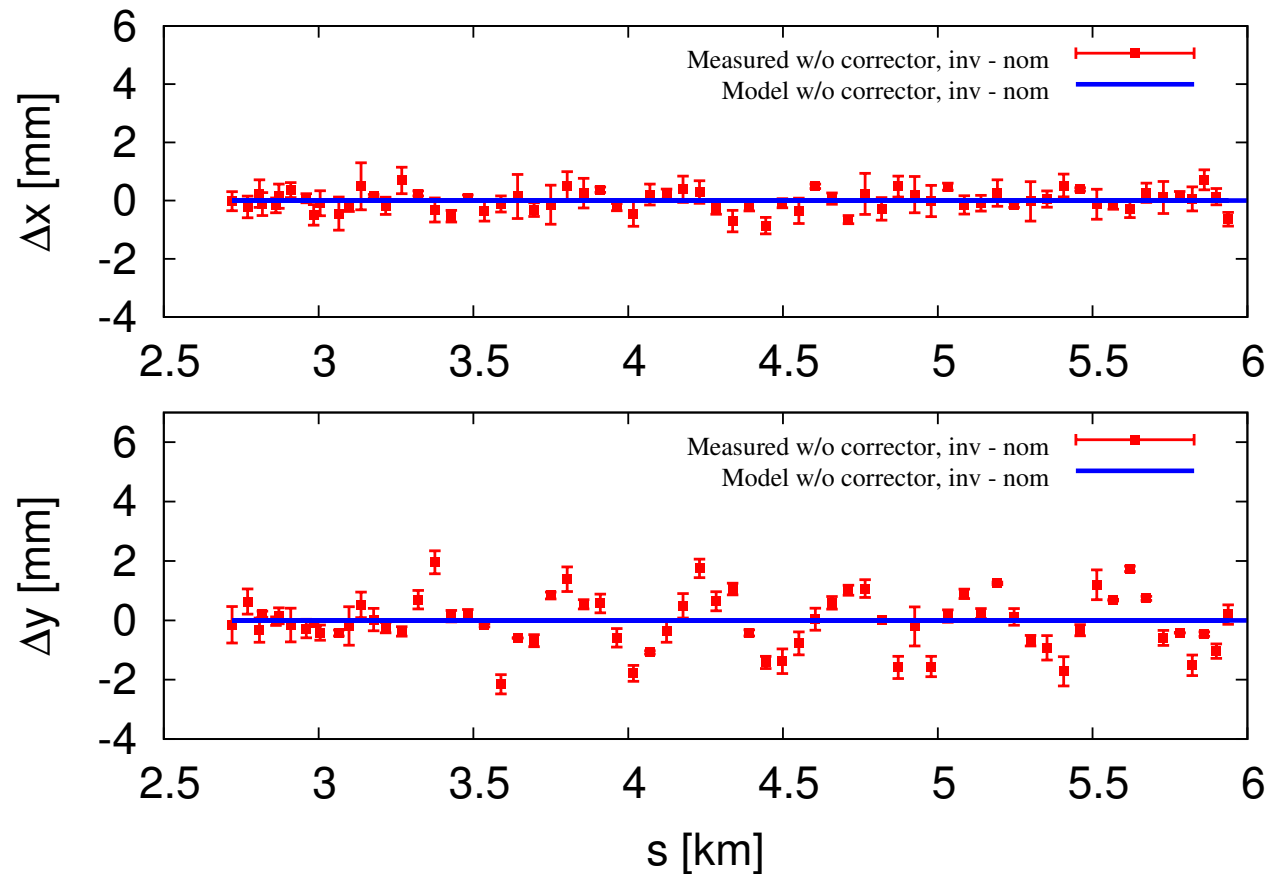 6
4
2
0
-2
-4
Δx [mm]
Measured w/o corrector, inv - nom
Model w/o corrector, inv - nom
2.5 3 3.5 4 4.5 5 5.5 6
6
4
2
0
-2
-4
Δy [mm]
Measured w/o corrector, inv - nom
Model w/o corrector, inv - nom
2.5 3 3.5 4 4.5 5 5.5 6
s [km]